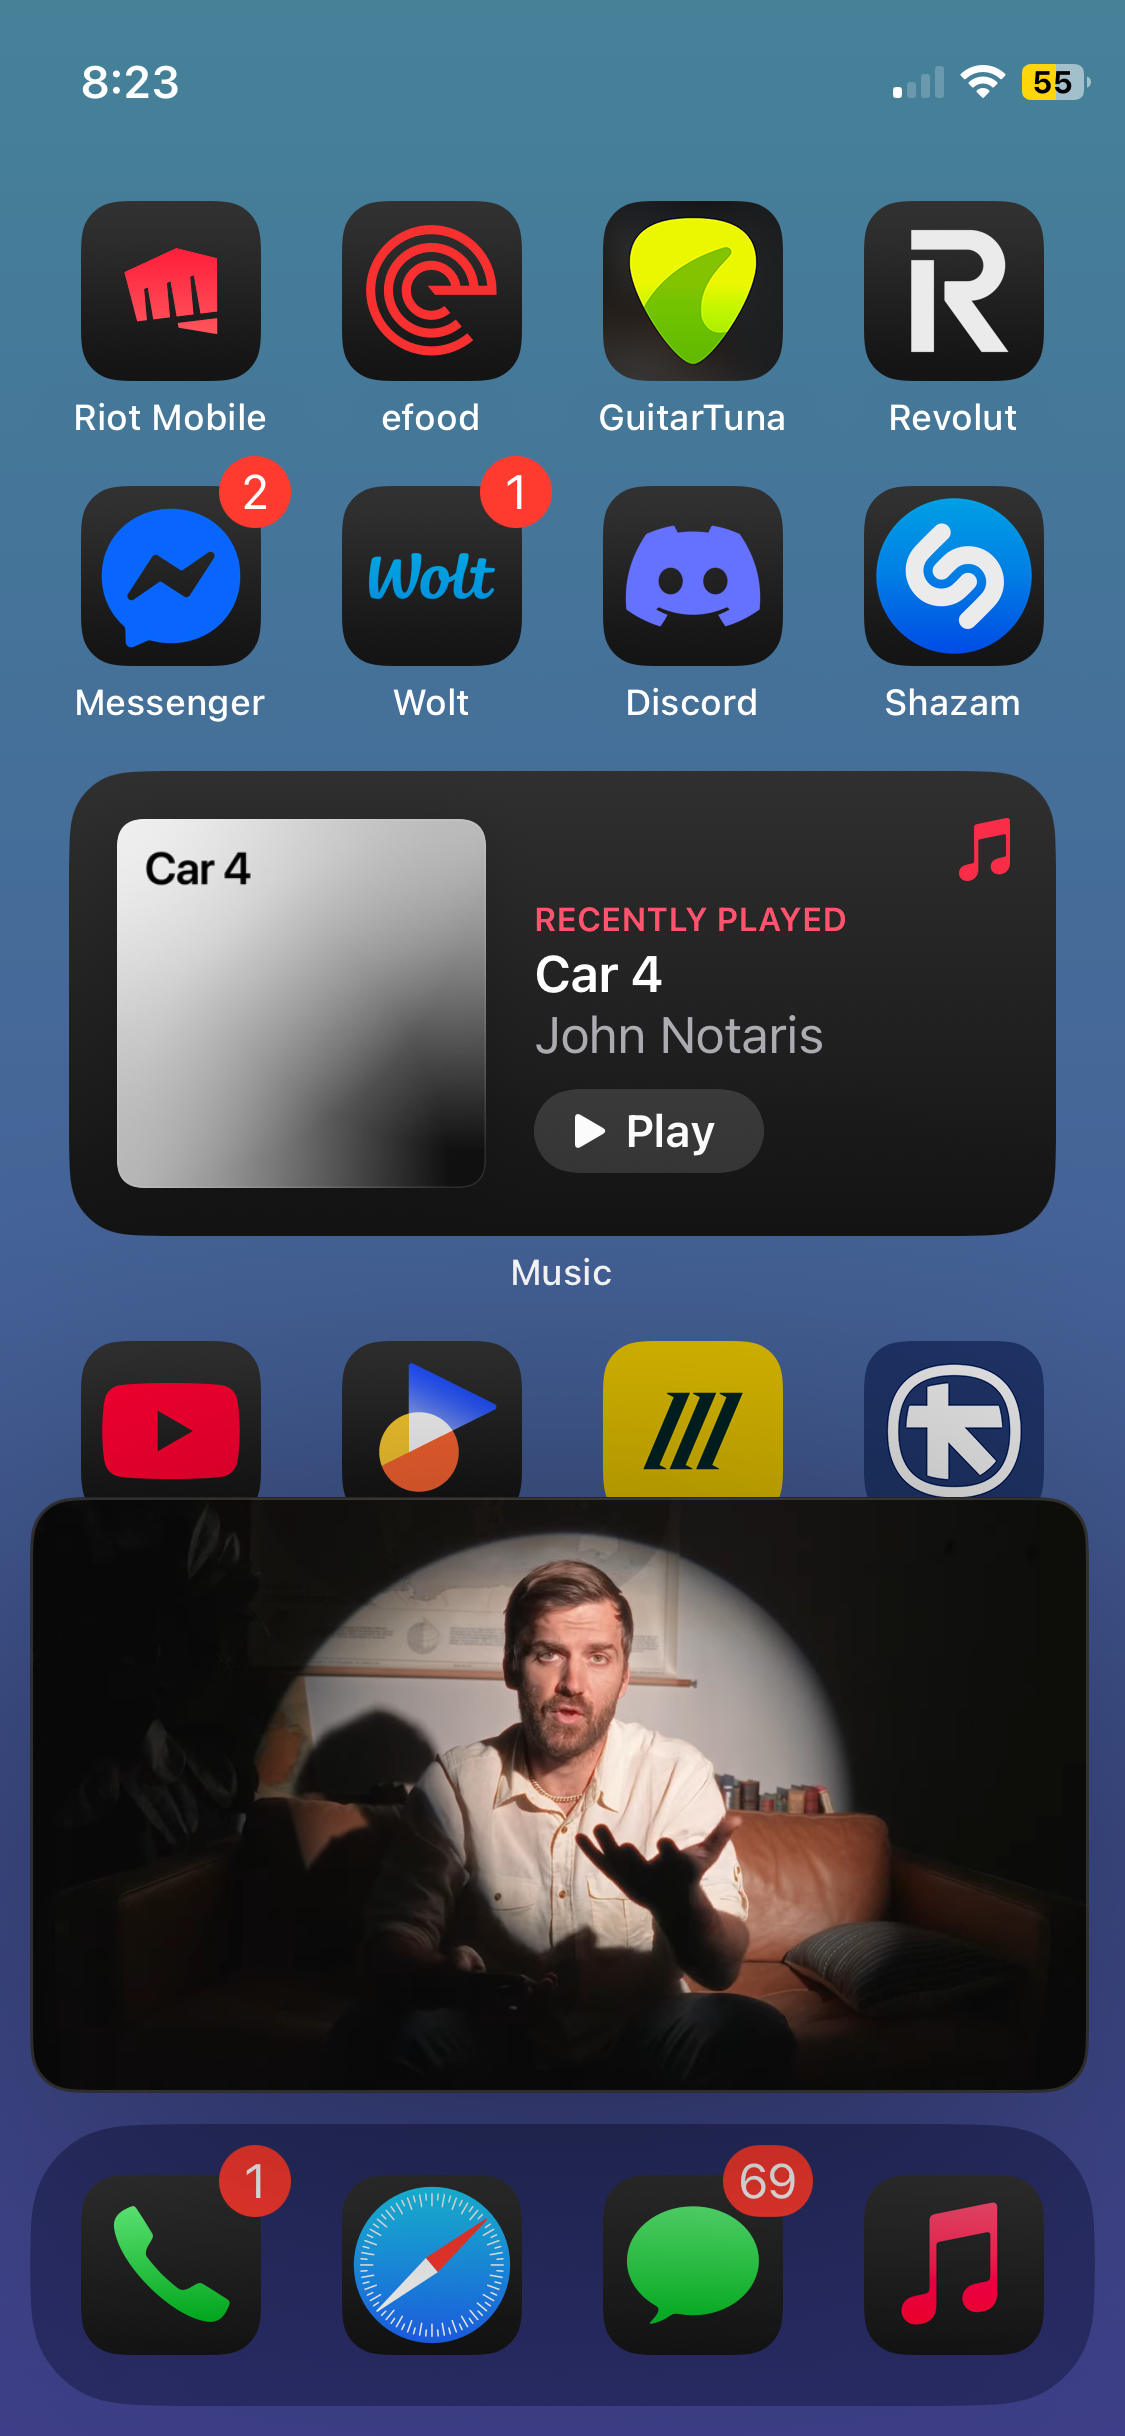 8:23
55
Riot Mobile
efood
GuitarTuna
Revolut
2
1
Wolt
Messenger
Wolt
Discord
Shazam
Car 4
RECENTLY PLAYED
Car 4
John Notaris
Play
Music
1
69